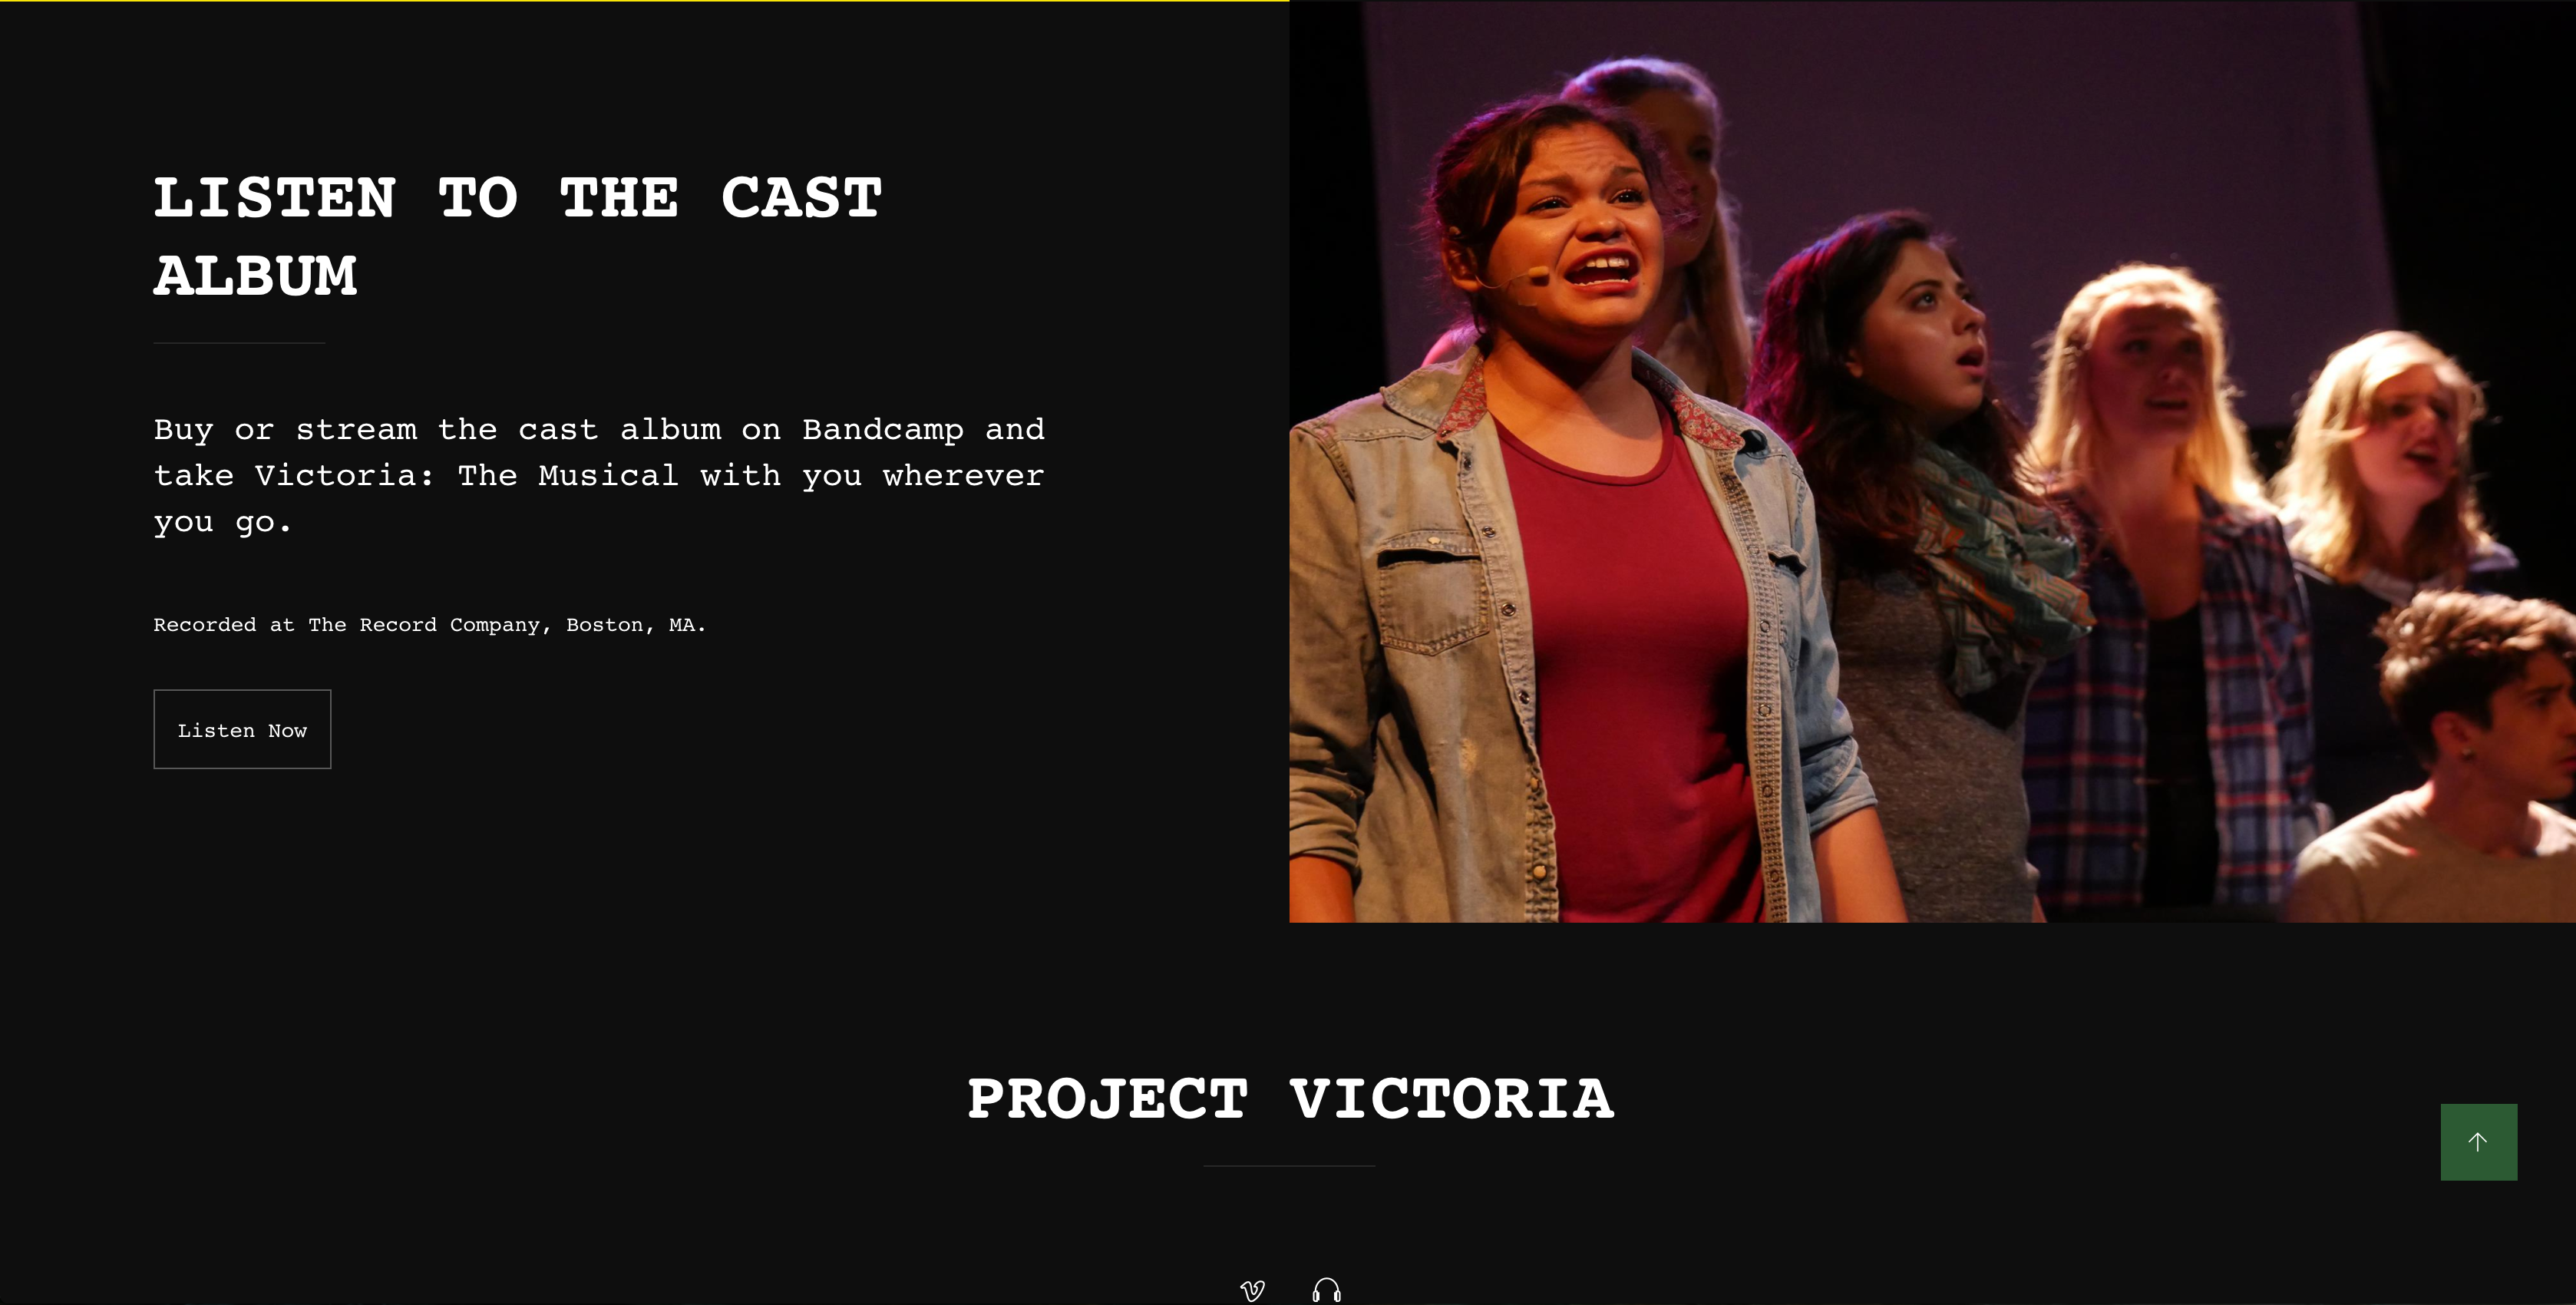 LISTEN TO THE CAST
ALBUM
Buy or stream the cast album on Bandcamp and
take Victoria: The Musical with you wherever
you go.
Recorded at The Record Company, Boston, MA.
Listen Now
PROJECT VICTORIA